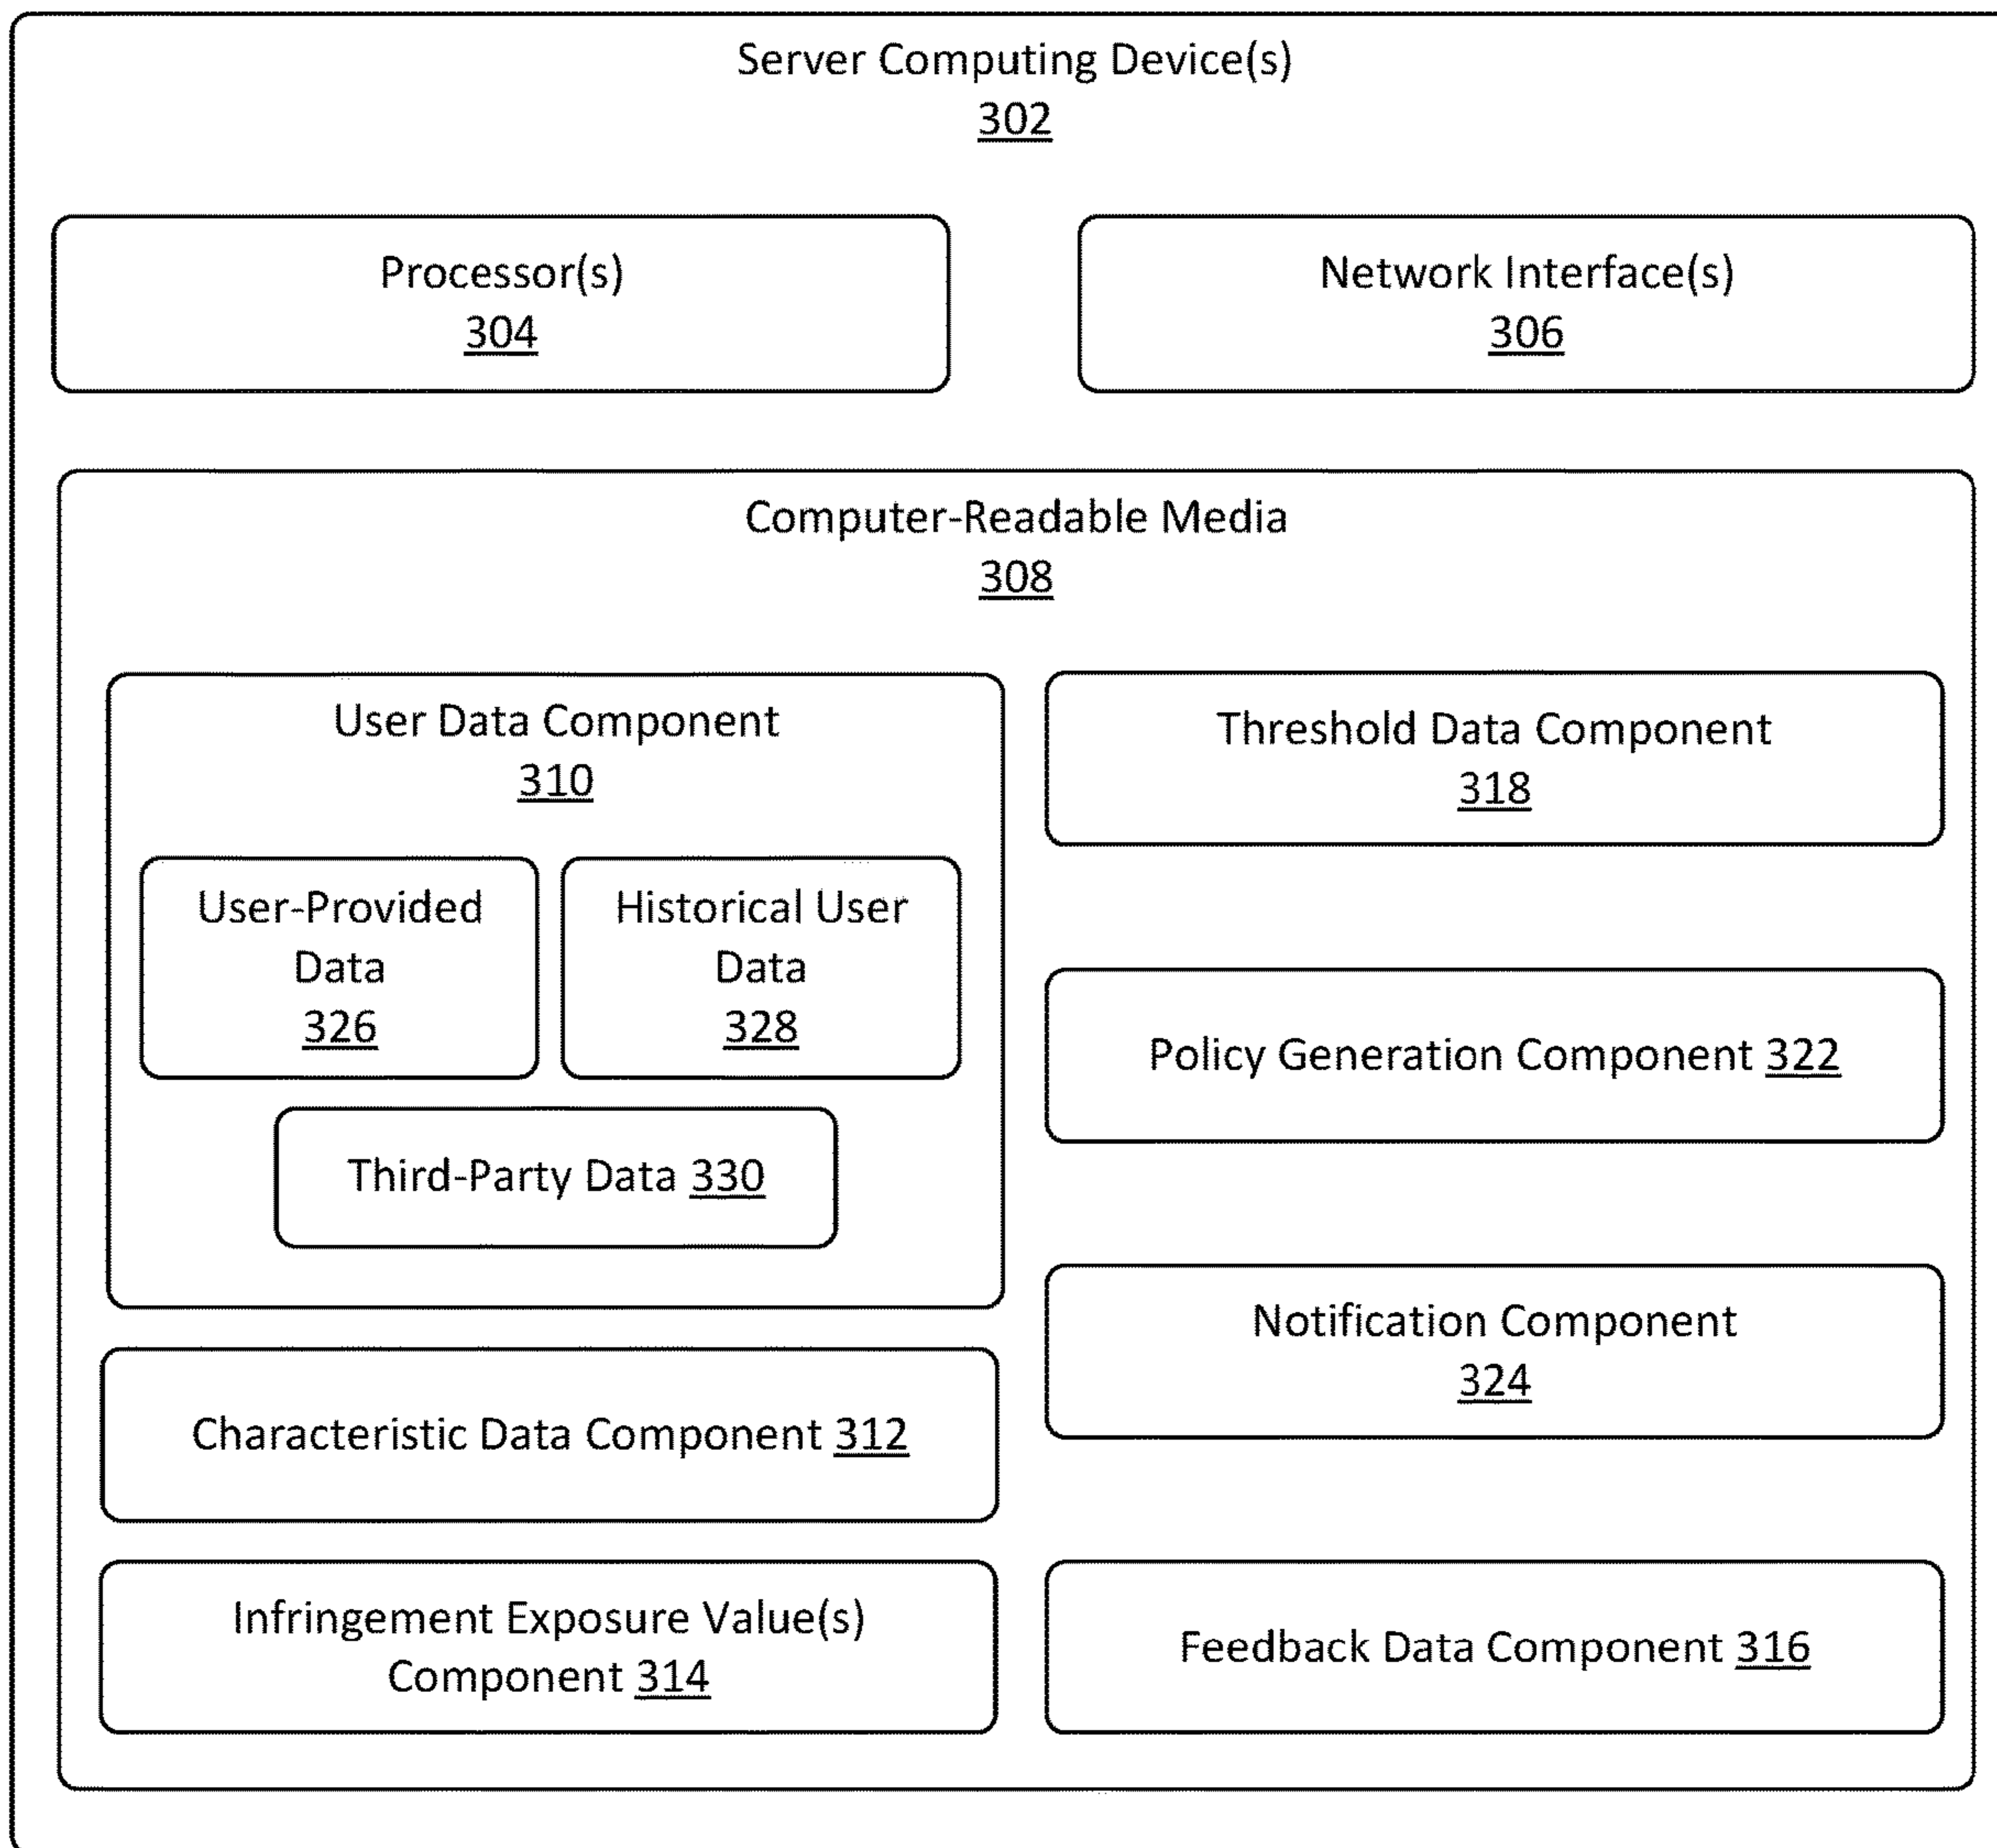 Server Computing Device(s)
302
Processor(s)
304
Network Interface(s)
306
Computer-Readable Media
308
User Data Component
310
User-Provided
Data
326
Historical User
Data
328
Third-Party Data 330
Characteristic Data Component 312
Infringement Exposure Value(s)
Component 314
Threshold Data Component
318
Policy Generation Component 322
Notification Component
324
Feedback Data Component 316